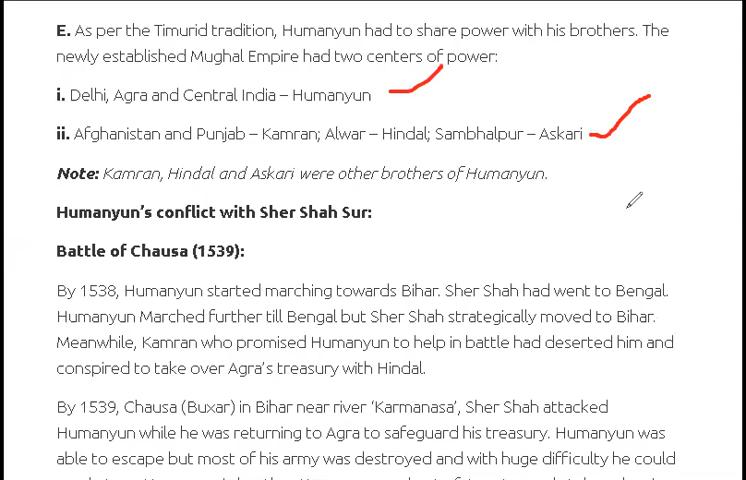 E. As per the Timurid tradition, Humanyun had to share power with his brothers. The
newly established Mughal Empire had two centers of power:
i. Delhi, Agra and Central India – Humanyun
ii. Afghanistan and Punjab – Kamran; Alwar – Hindal; Sambhalpur – Askari
Note: Kamran, Hindal and Askari were other brothers of Humanyun.
Humanyun's conflict with Sher Shah Sur:
Battle of Chausa (1539):
By 1538, Humanyun started marching towards Bihar. Sher Shah had went to Bengal.
Humanyun Marched further till Bengal but Sher Shah strategically moved to Bihar.
Meanwhile, Kamran who promised Humanyun to help in battle had deserted him and
conspired to take over Agra's treasury with Hindal.
By 1539, Chausa (Buxar) in Bihar near river 'Karmanasa', Sher Shah attacked
Humanyun while he was returning to Agra to safeguard his treasury. Humanyun was
able to escape but most of his army was destroyed and with huge difficulty he could